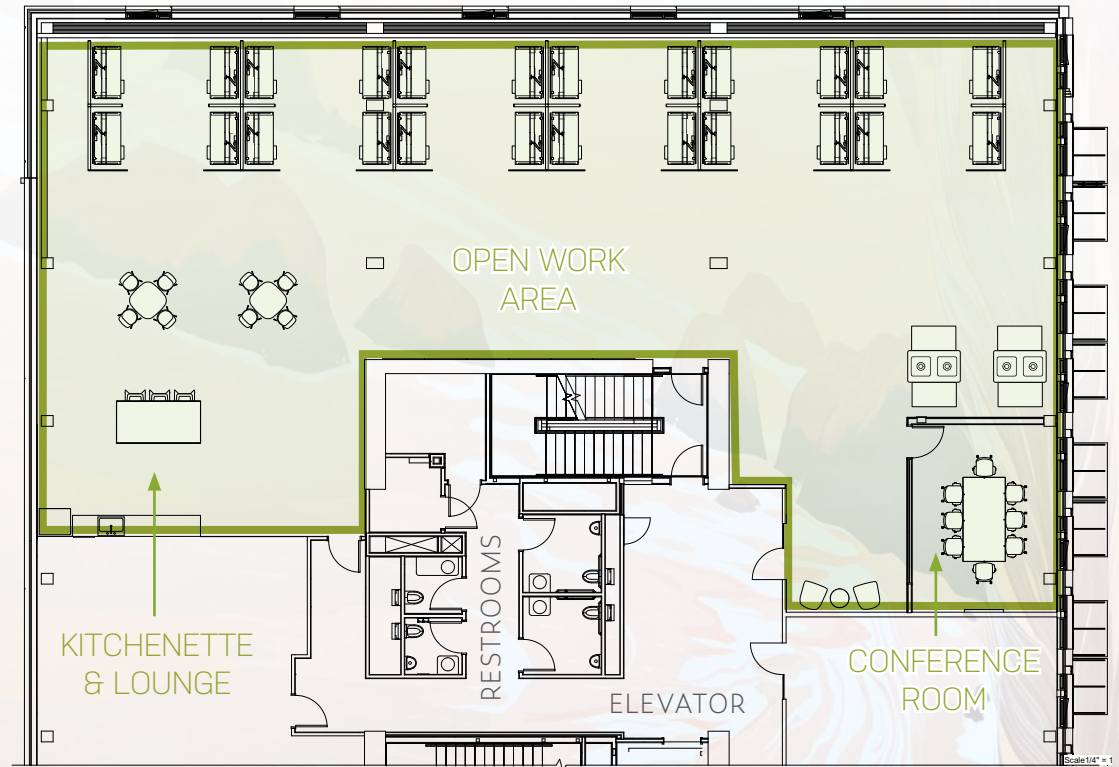 OPEN WORK
AREA
KITCHENETTE
& LOUNGE
RESTROOMS
ELEVATOR
CONFERENCE
ROOM
Scale1/4" = 1